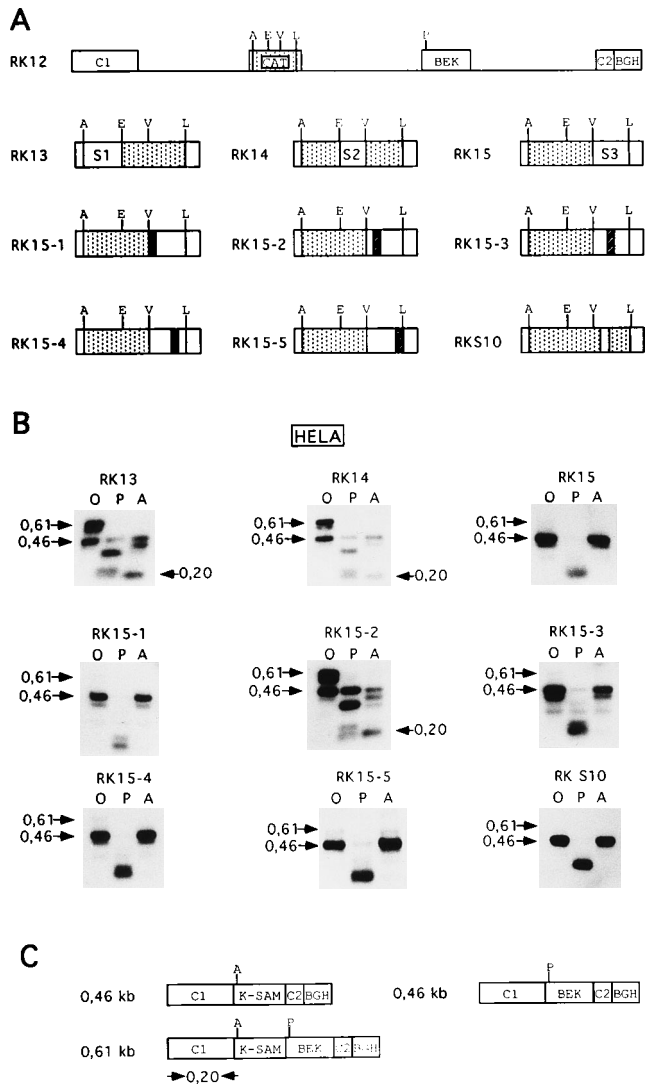 A
A E V L P
RK12 C1 CAT BEK C2 BGH
A E V L A E V L A E V L
RK13 S1 RK14 S2 RK15 S3
A E V L A E V L A E V L
RK15-1 RK15-2 RK15-3
A E V L A E V L A E V L
RK15-4 RK15-5 RKS10
B
HELA
RK13 RK14 RK15
O P A O P A O P A
0,61 0,61 0,61
0,46 0,46 0,46
0,20 0,20
RK15-1 RK15-2 RK15-3
O P A O P A O P A
0,61 0,61 0,61
0,46 0,46 0,46
0,20
RK15-4 RK15-5 RK S10
O P A O P A O P A
0,61 0,61 0,61
0,46 0,46 0,46
C
A P
0,46 kb C1 K-SAM C2 BGH 0,46 kb C1 BEK C2 BGH
A P
0,61 kb C1 K-SAM BEK C2 BGH
0,20